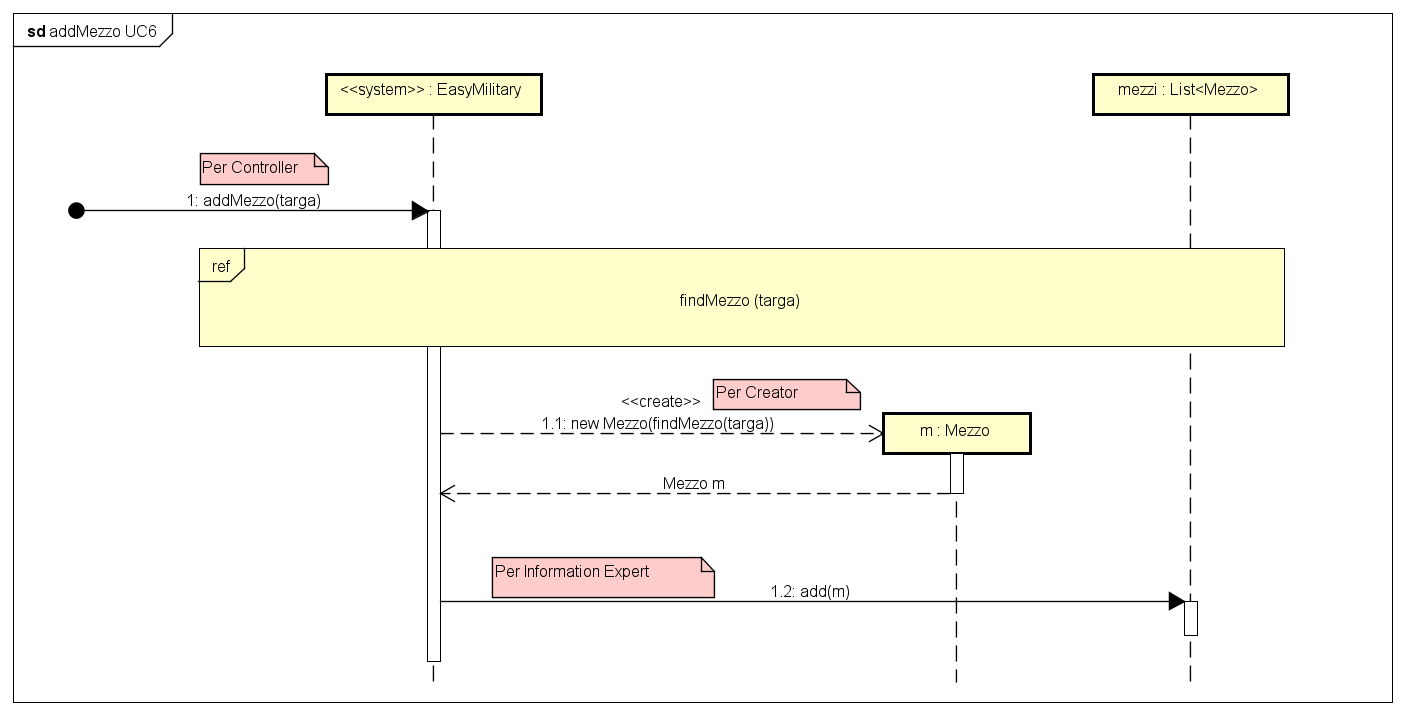 sd addMezzo UC6
<<system>> : EasyMilitary
mezzi : List<Mezzo>
Per Controller
1: addMezzo(targa)
ref
findMezzo (targa)
Per Creator
<<create>>
1.1: new Mezzo(findMezzo(targa))
m : Mezzo
Mezzo m
Per Information Expert
1.2: add(m)